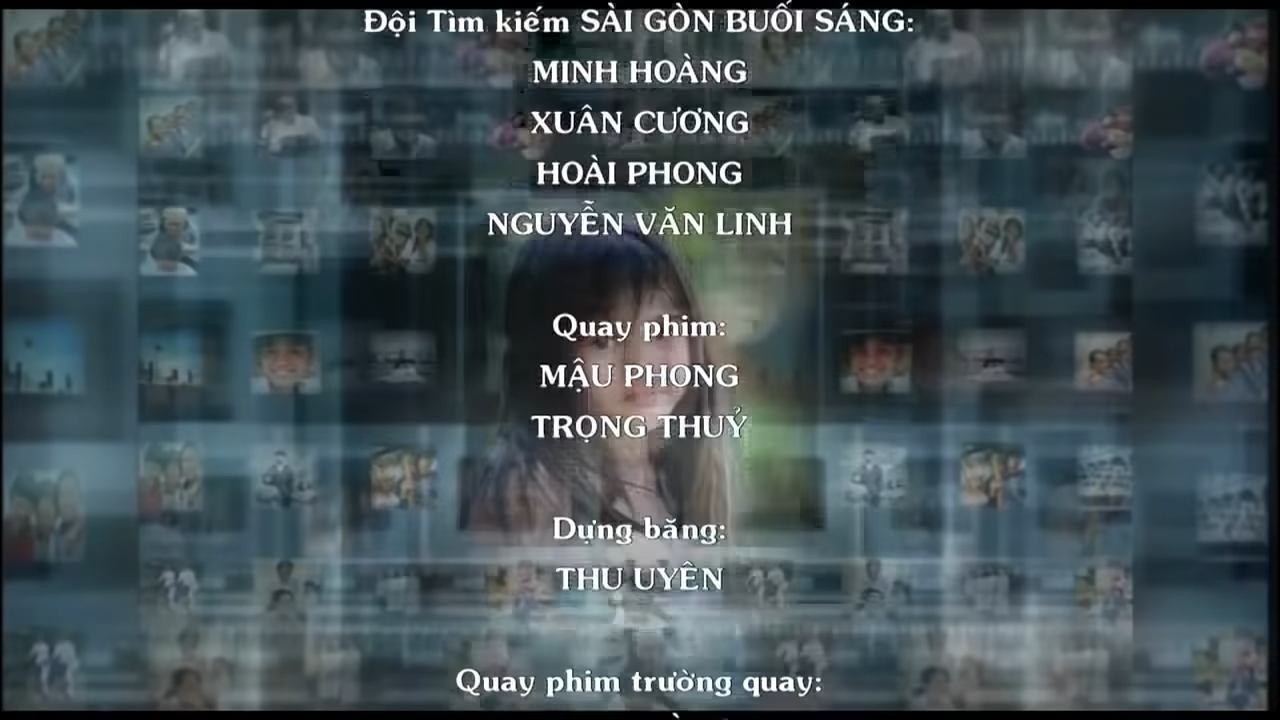 Đội Tìm kiếm SÀI GÒN BUỔI SÁNG:
MINH HOÀNG
XUÂN CƯƠNG
HOÀI PHONG
NGUYỄN VĂN LINH
Quay phim:
MẬU PHONG
TRỌNG THUỶ
Dựng băng:
THU UYÊN
Quay phim trường quay: